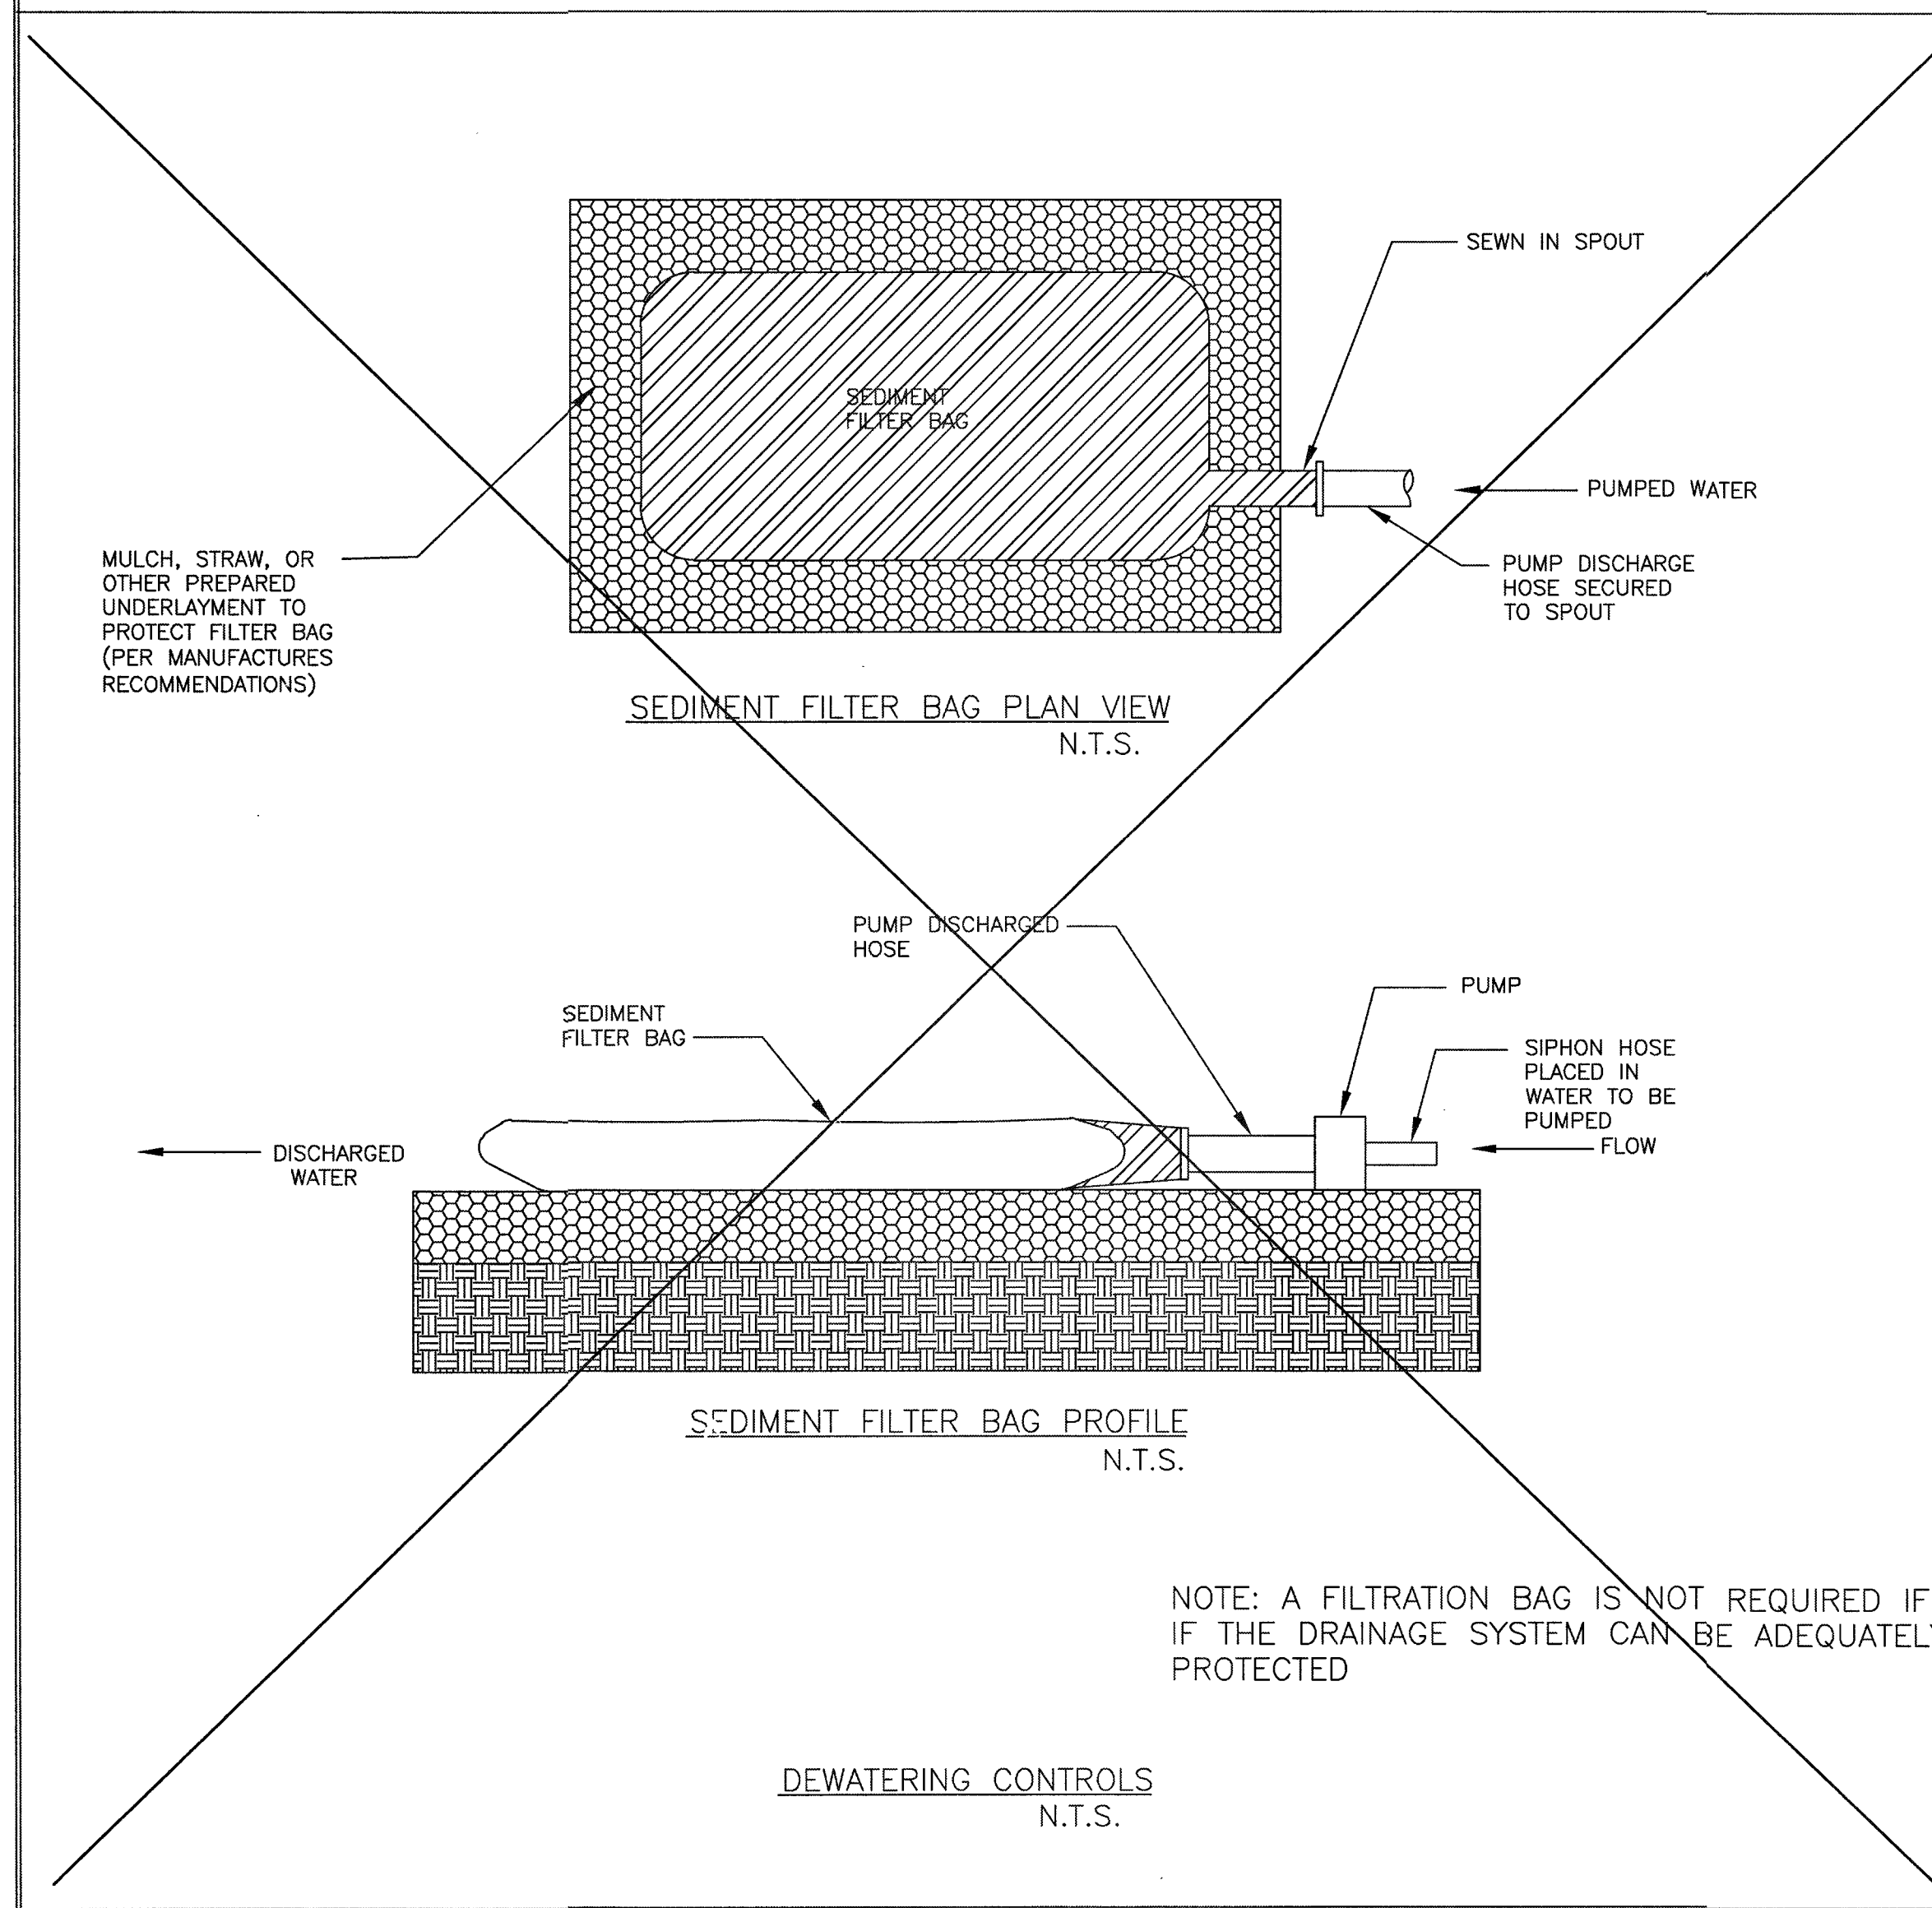 SEWN IN SPOUT
SEDIMENT
FILTER BAG
PUMPED WATER
PUMP DISCHARGE
HOSE SECURED
TO SPOUT
MULCH, STRAW, OR
OTHER PREPARED
UNDERLAYMENT TO
PROTECT FILTER BAG
(PER MANUFACTURES
RECOMMENDATIONS)
SEDIMENT FILTER BAG PLAN VIEW
N.T.S.
PUMP DISCHARGED
HOSE
PUMP
SEDIMENT
FILTER BAG
SIPHON HOSE
PLACED IN
WATER TO BE
PUMPED
FLOW
DISCHARGED
WATER
SEDIMENT FILTER BAG PROFILE
N.T.S.
NOTE: A FILTRATION BAG IS NOT REQUIRED IF
IF THE DRAINAGE SYSTEM CAN BE ADEQUATELY
PROTECTED
DEWATERING CONTROLS
N.T.S.